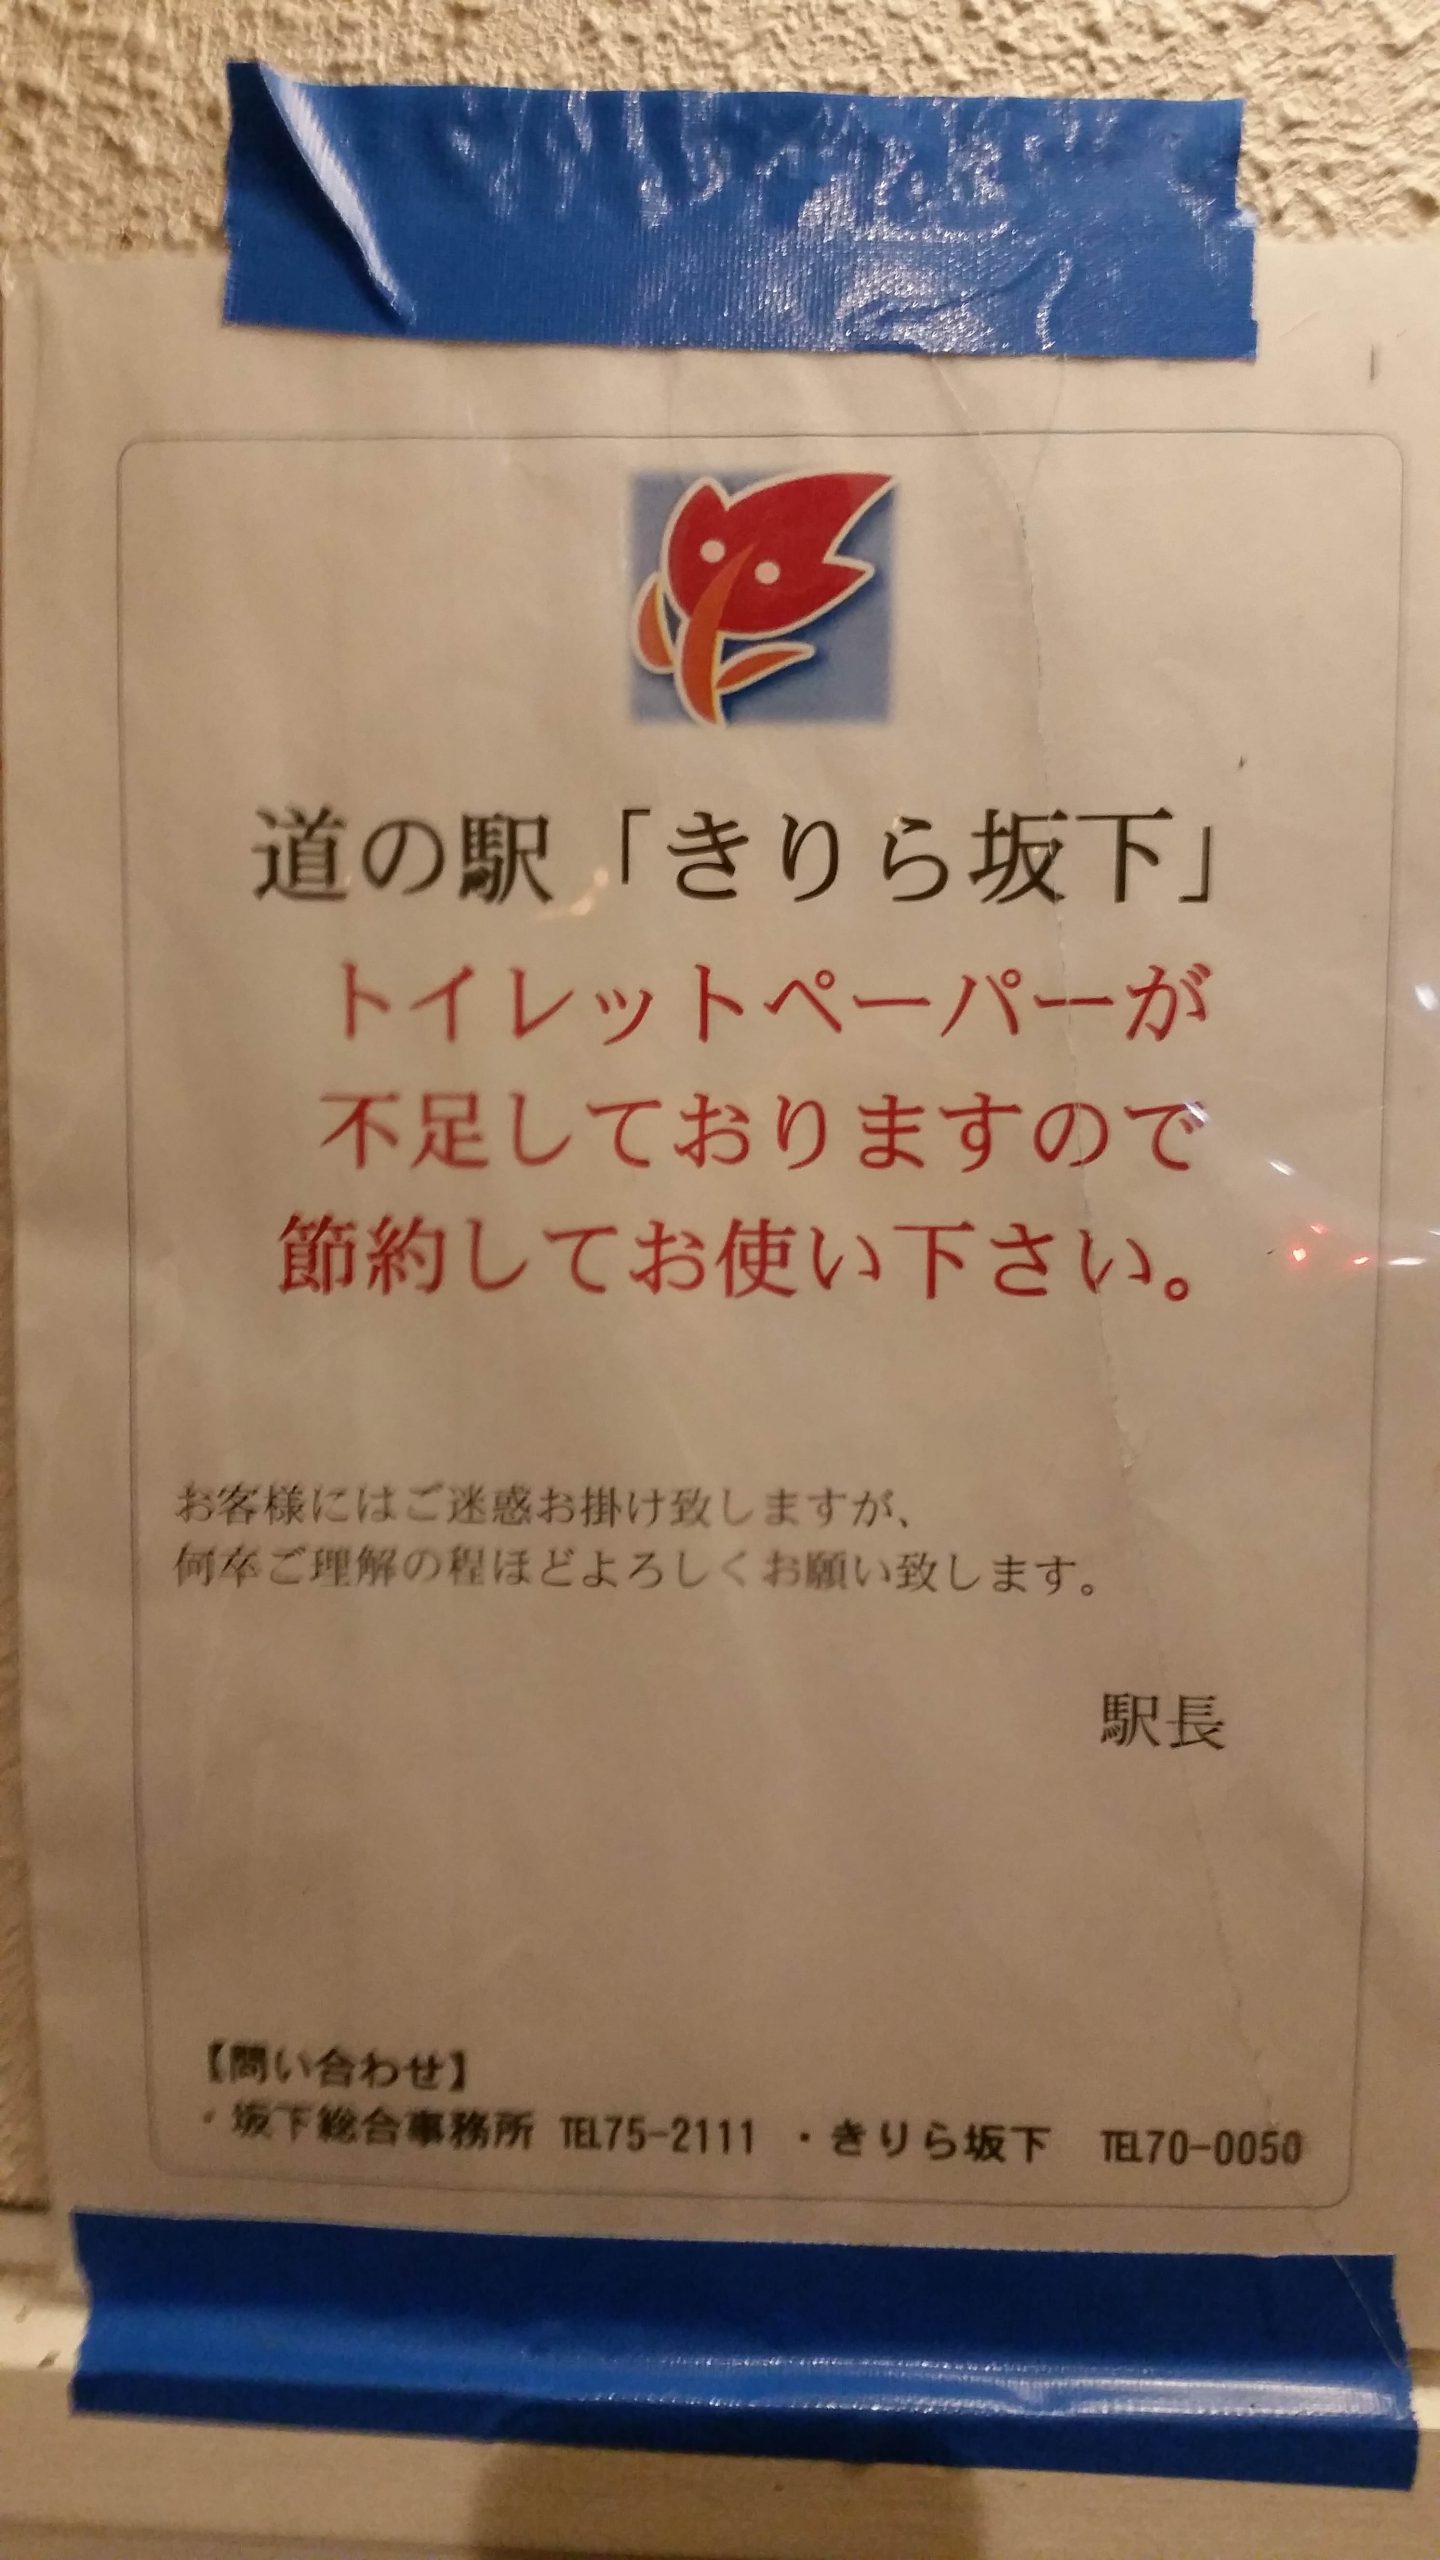 道の駅「きりら坂下」
トイレットペーパーが
不足しておりますので
節約してお使い下さい。
お客様にはご迷惑お掛け致しますが、
何卒ご理解の程ほどよろしくお願い致します。
駅長
【問い合わせ】
・坂下総合事務所 ℡75-2111 ・きりら坂下 ℡70-0050